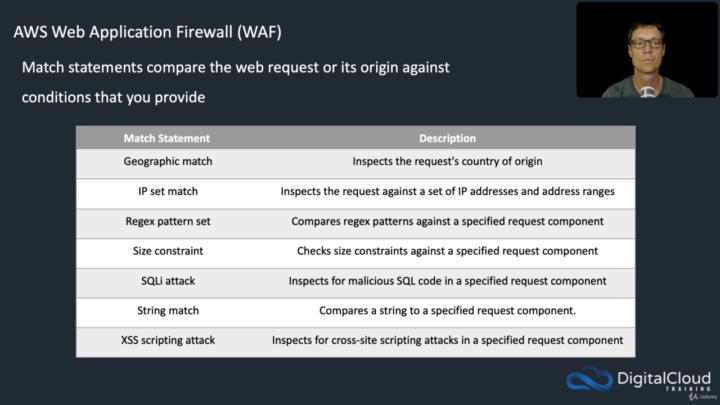 AWS Web Application Firewall (WAF)
Match statements compare the web request or its origin against
conditions that you provide
Match Statement Description
Geographic match Inspects the request's country of origin
IP set match Inspects the request against a set of IP addresses and address ranges
Regex pattern set Compares regex patterns against a specified request component
Size constraint Checks size constraints against a specified request component
SQLi attack Inspects for malicious SQL code in a specified request component
String match Compares a string to a specified request component.
XSS scripting attack Inspects for cross-site scripting attacks in a specified request component
DigitalCloud
TRAINING
Udemy